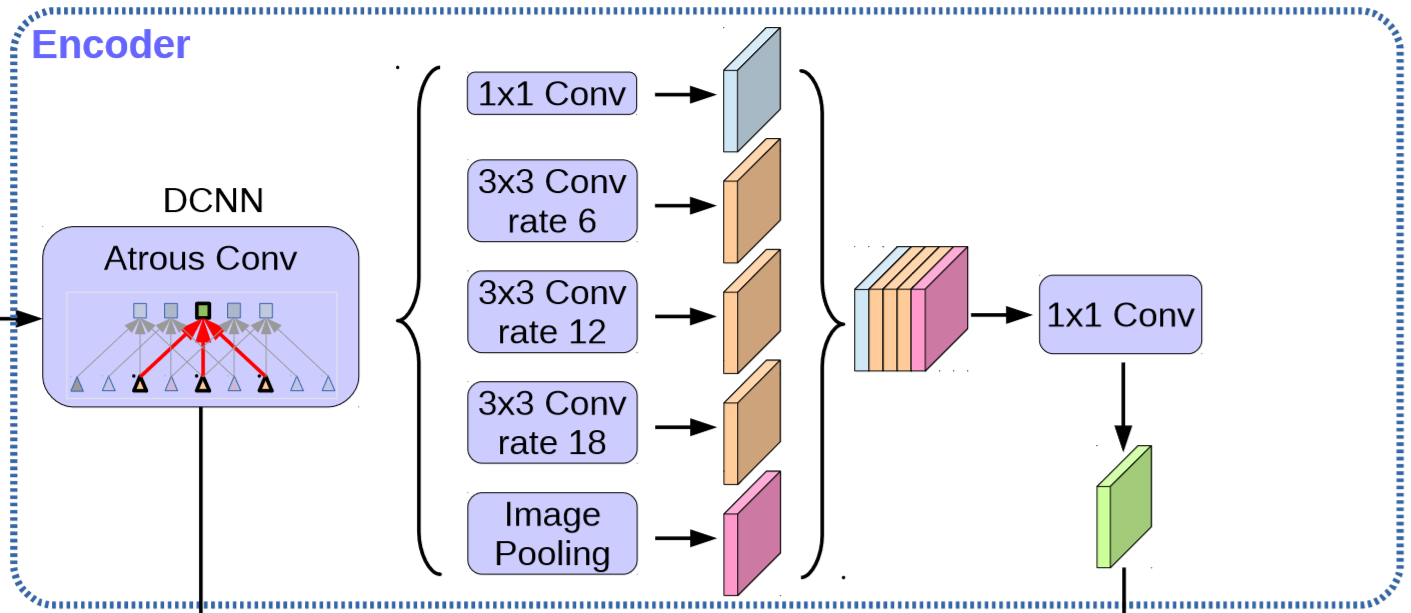 Encoder
DCNN
Atrous Conv
1x1 Conv
3x3 Conv
rate 6
3x3 Conv
rate 12
3x3 Conv
rate 18
Image
Pooling
1x1 Conv